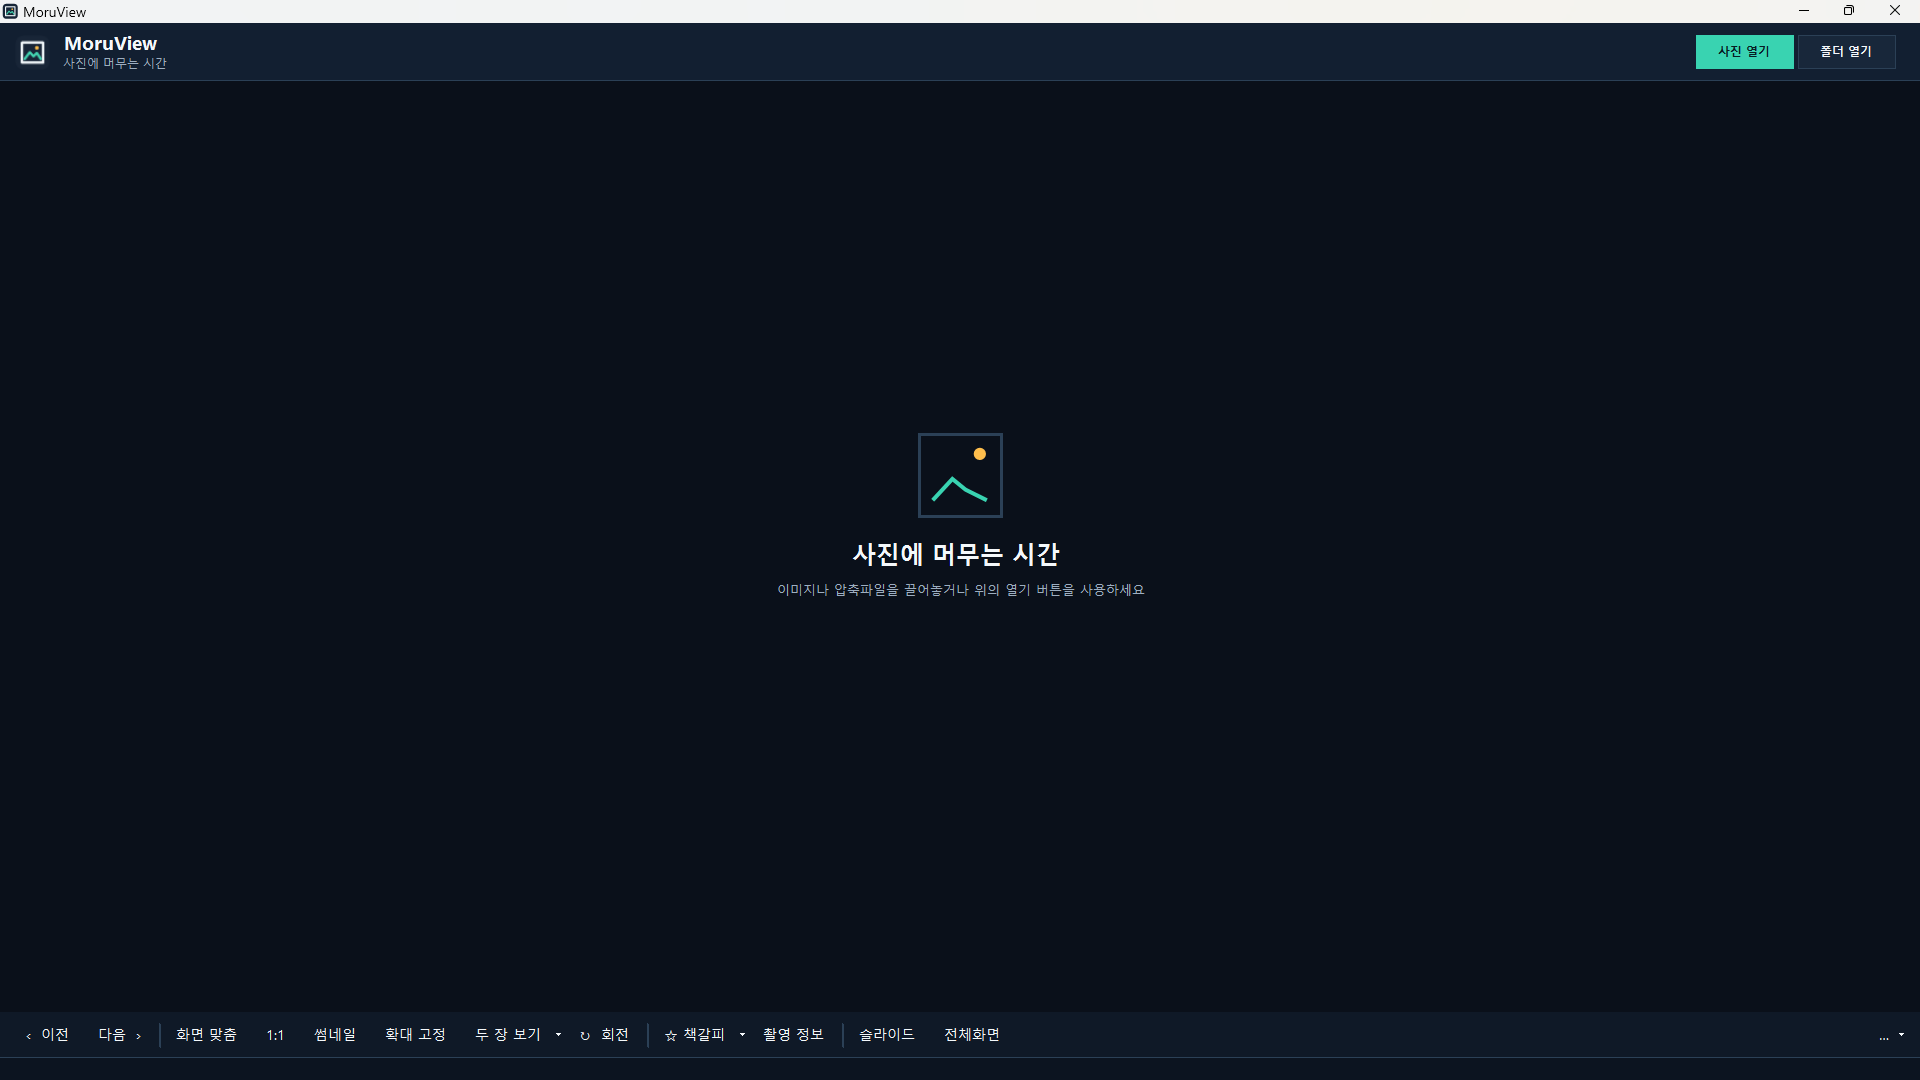 MoruView
MoruView
사진에 머무는 시간
사진 열기
폴더 열기
사진에 머무는 시간
이미지나 압축파일을 끌어놓거나 위의 열기 버튼을 사용하세요
‹ 이전 다음 › 화면 맞춤 1:1 썸네일 확대 고정 두 장 보기 ↻ 회전 ☆ 책갈피 촬영 정보 슬라이드 전체화면 ...